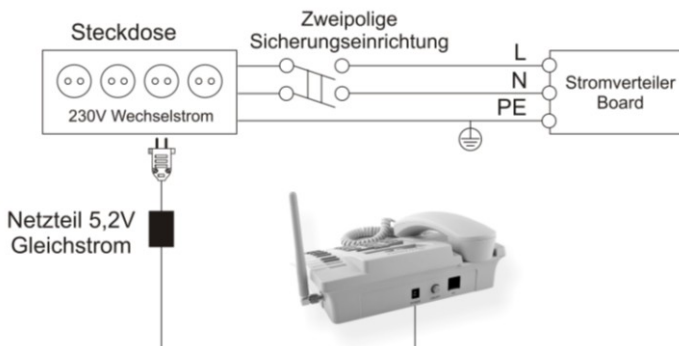 Steckdose
Zweipolige
Sicherungseinrichtung
L
N
PE
Stromverteiler
Board
230V Wechselstrom
Netzteil 5,2V
Gleichstrom